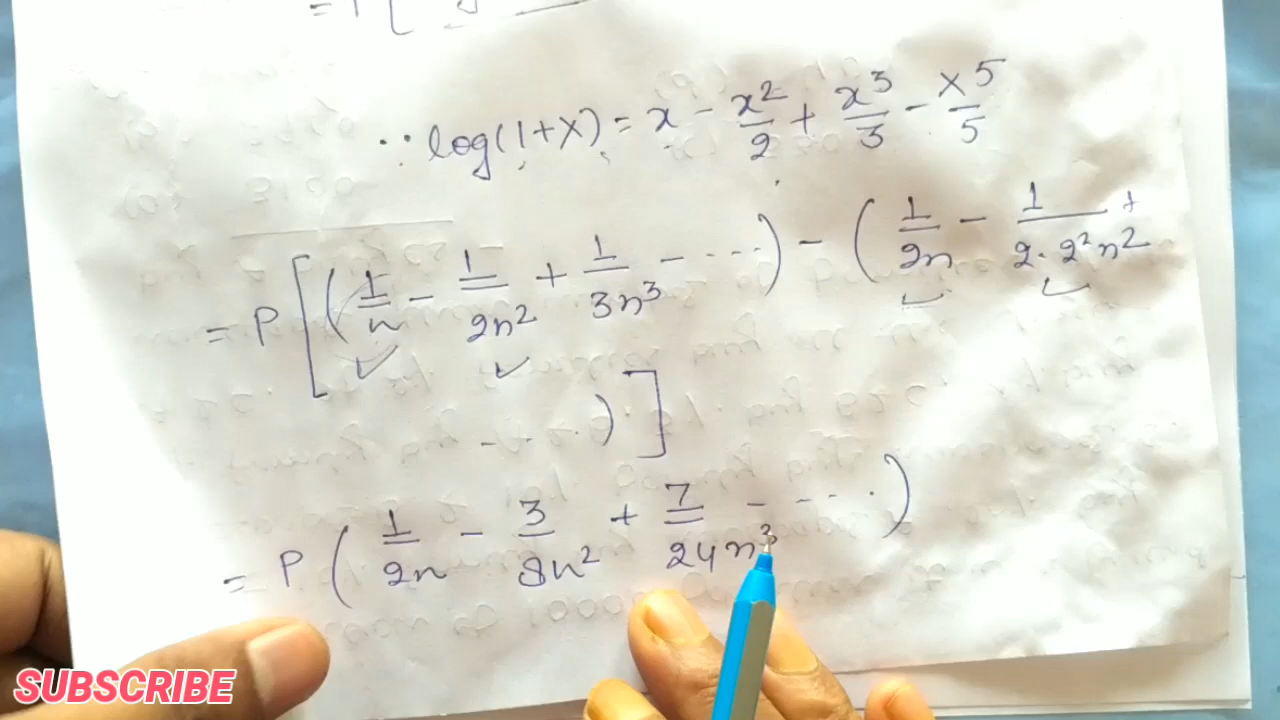 ∵ log(1+x) = x - x²/2 + x³/3 - x5/5
= P [ ( 1/n - 1/2n² + 1/3n³ - ... ) - ( 1/2n - 1/2·2²n² +
- - - · ) ]
= P ( 1/2n - 3/8n² + 7/24n³ - - - · )
SUBSCRIBE